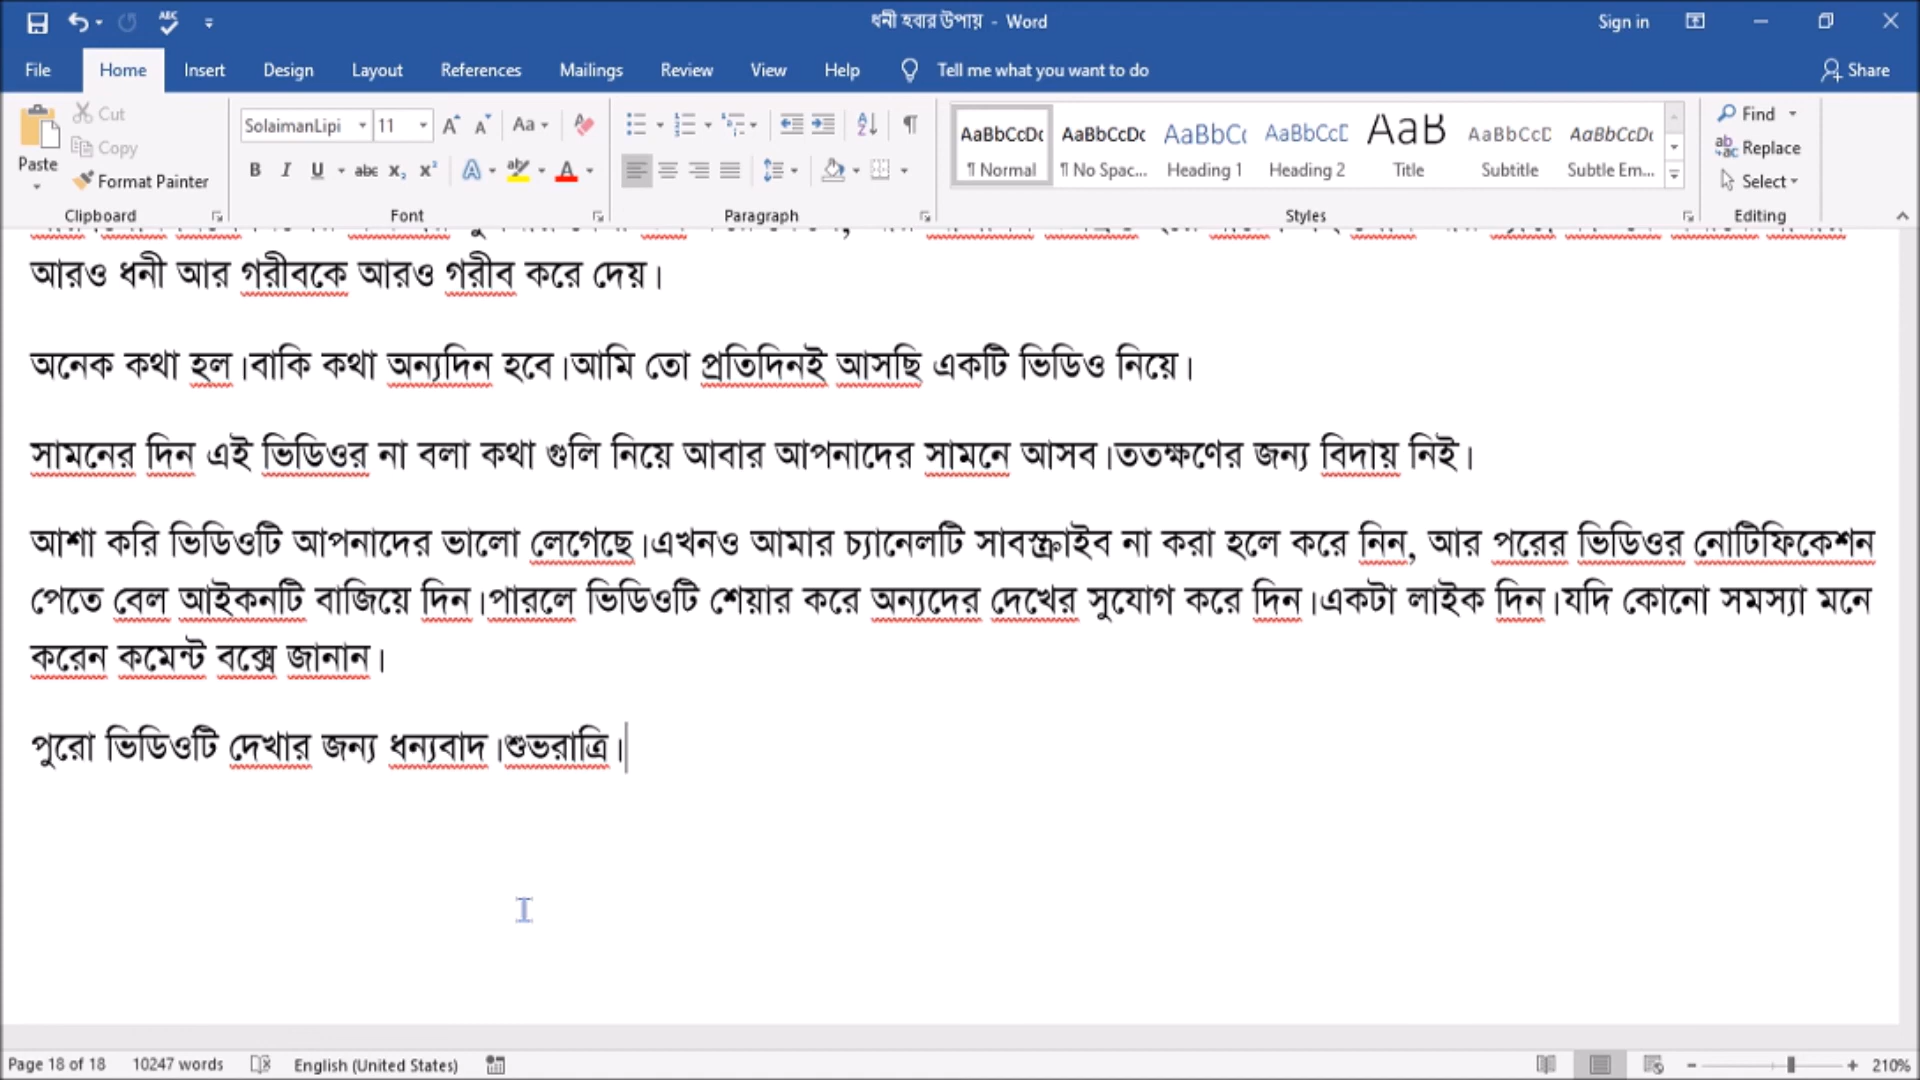 ধনী হবার উপায় - Word
Sign in
File Home Insert Design Layout References Mailings Review View Help Tell me what you want to do Share
Paste Cut Copy Format Painter
Clipboard
SolaimanLipi 11
Font
Paragraph
AaBbCcDc AaBbCcDc AaBbCc AaBbCcD AaB AaBbCcD AaBbCcDc
¶ Normal ¶ No Spac... Heading 1 Heading 2 Title Subtitle Subtle Em...
Styles
Find
Replace
Select
Editing
আরও ধনী আর গরীবকে আরও গরীব করে দেয়।
অনেক কথা হল।বাকি কথা অন্যদিন হবে।আমি তো প্রতিদিনই আসছি একটি ভিডিও নিয়ে।
সামনের দিন এই ভিডিওর না বলা কথা গুলি নিয়ে আবার আপনাদের সামনে আসব।ততক্ষণের জন্য বিদায় নিই।
আশা করি ভিডিওটি আপনাদের ভালো লেগেছে।এখনও আমার চ্যানেলটি সাবস্ক্রাইব না করা হলে করে নিন, আর পরের ভিডিওর নোটিফিকেশন
পেতে বেল আইকনটি বাজিয়ে দিন।পারলে ভিডিওটি শেয়ার করে অন্যদের দেখের সুযোগ করে দিন।একটা লাইক দিন।যদি কোনো সমস্যা মনে
করেন কমেন্ট বক্সে জানান।
পুরো ভিডিওটি দেখার জন্য ধন্যবাদ।শুভরাত্রি।
Page 18 of 18 10247 words English (United States) 210%